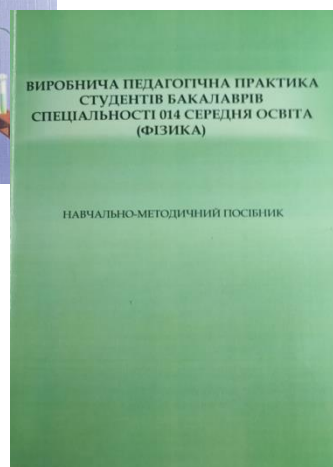 ВИРОБНИЧА ПЕДАГОГІЧНА ПРАКТИКА
СТУДЕНТІВ БАКАЛАВРІВ
СПЕЦІАЛЬНОСТІ 014 СЕРЕДНЯ ОСВІТА
(ФІЗИКА)
НАВЧАЛЬНО-МЕТОДИЧНИЙ ПОСІБНИК